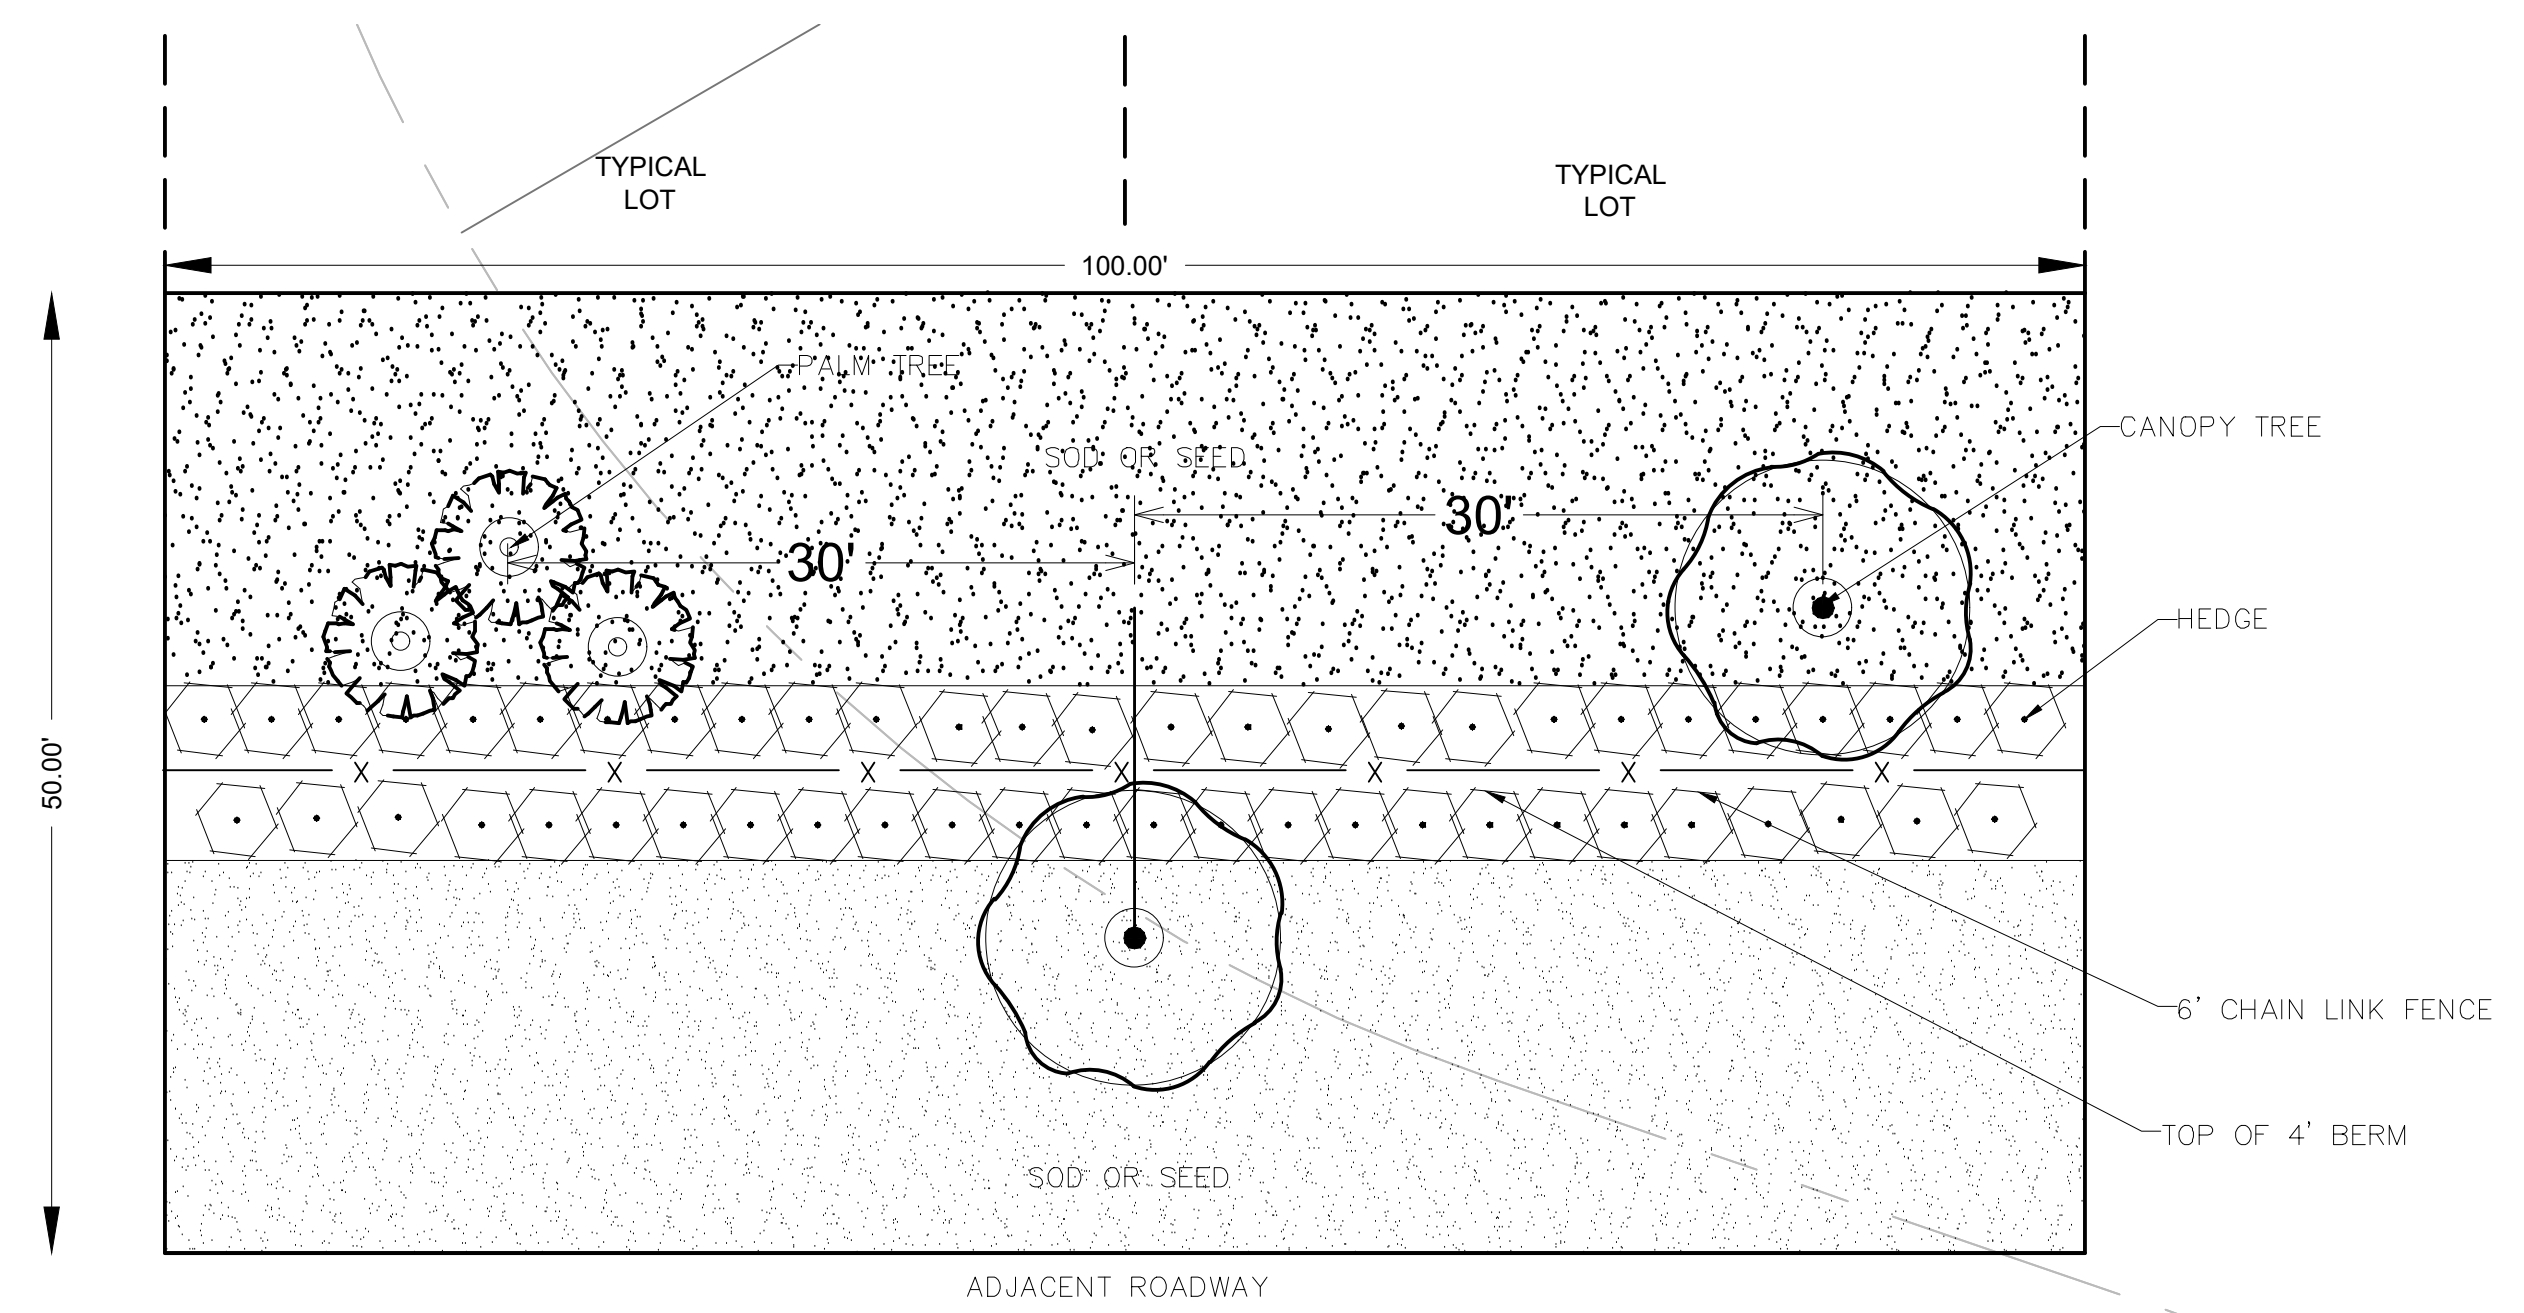 TYPICAL
LOT
TYPICAL
LOT
100.00'
PALM TREE
CANOPY TREE
SOD OR SEED
30'
30'
HEDGE
50.00'
X X X X X X X
6' CHAIN LINK FENCE
TOP OF 4' BERM
SOD OR SEED
ADJACENT ROADWAY